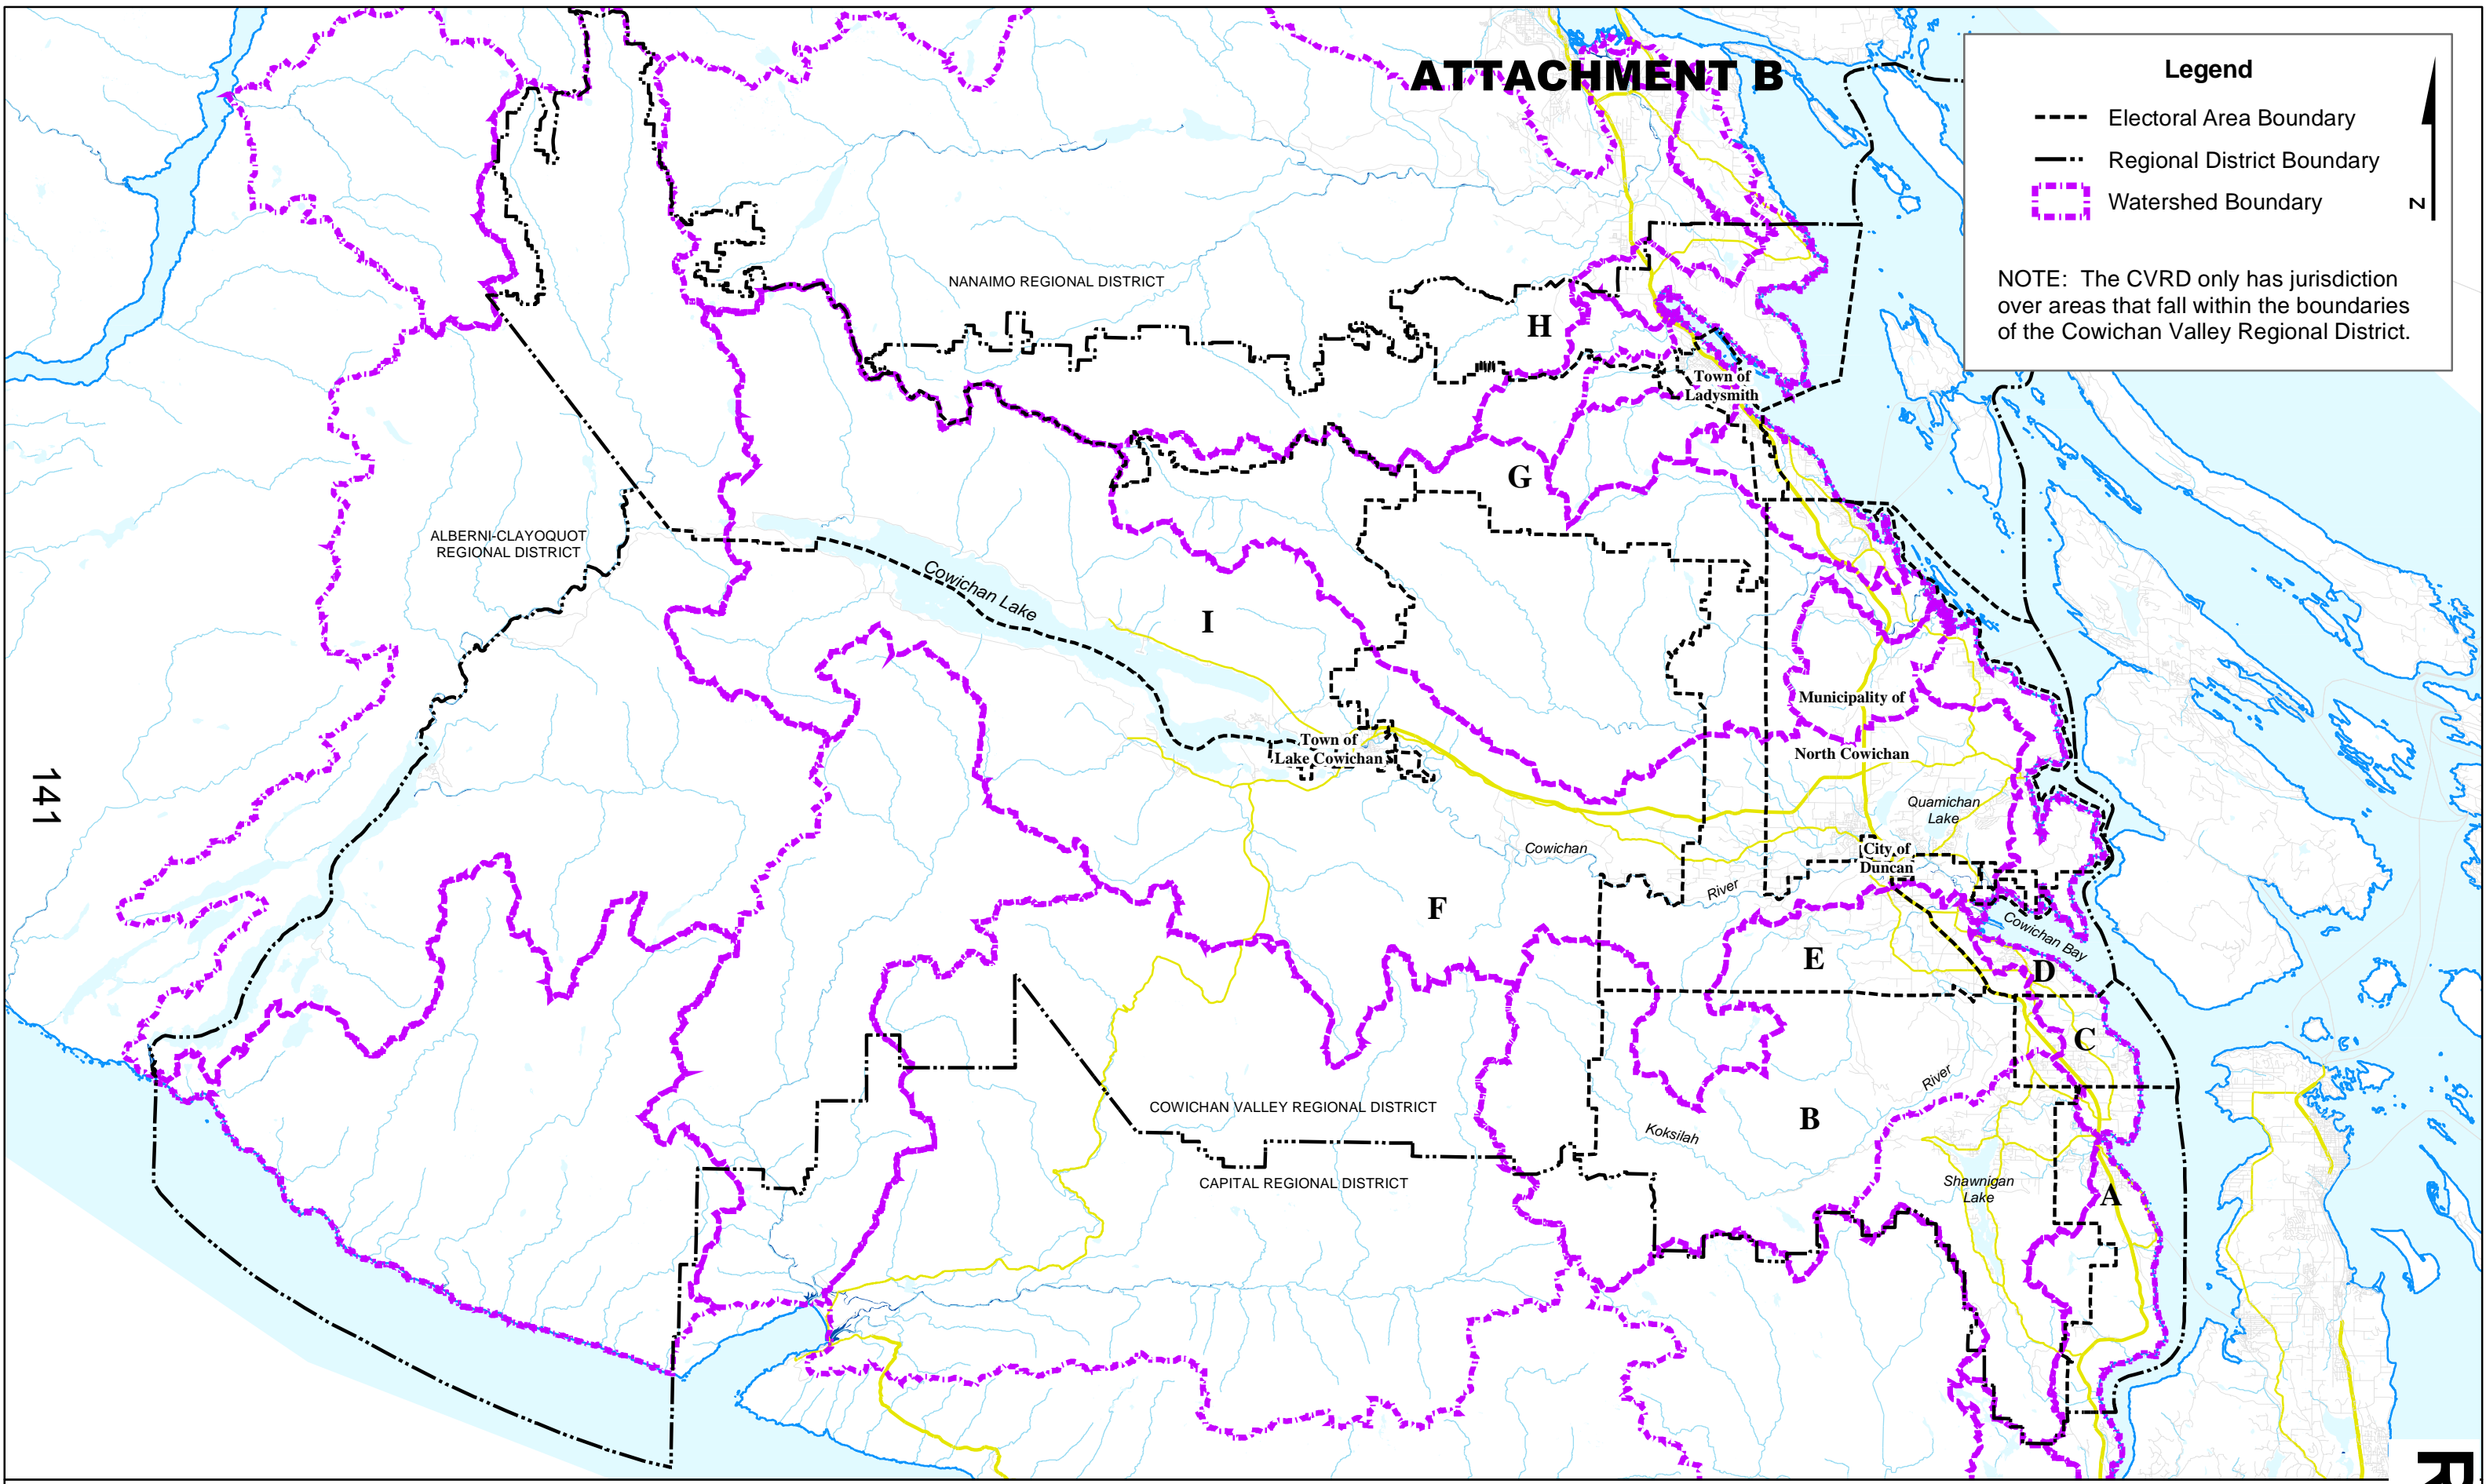 ATTACHMENT B
Legend
Electoral Area Boundary
Regional District Boundary
Watershed Boundary
N
NOTE: The CVRD only has jurisdiction
over areas that fall within the boundaries
of the Cowichan Valley Regional District.
NANAIMO REGIONAL DISTRICT
H
Town of
Ladysmith
G
ALBERNI-CLAYOQUOT
REGIONAL DISTRICT
Cowichan Lake
I
Municipality of
North Cowichan
Town of
Lake Cowichan
141
Quamichan
Lake
Cowichan
River
City of
Duncan
F
Cowichan Bay
E
D
C
COWICHAN VALLEY REGIONAL DISTRICT
River
B
Koksilah
CAPITAL REGIONAL DISTRICT
Shawnigan
Lake
A
R